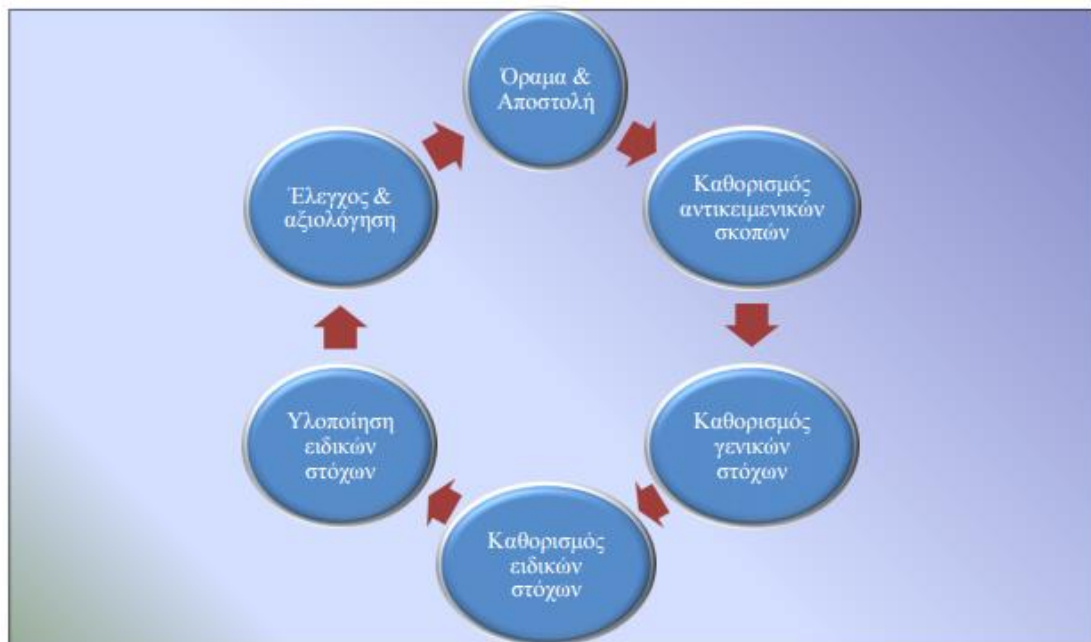 Όραμα &
Αποστολή
Καθορισμός
αντικειμενικών
σκοπών
Καθορισμός
γενικών
στόχων
Καθορισμός
ειδικών
στόχων
Υλοποίηση
ειδικών
στόχων
Έλεγχος &
αξιολόγηση